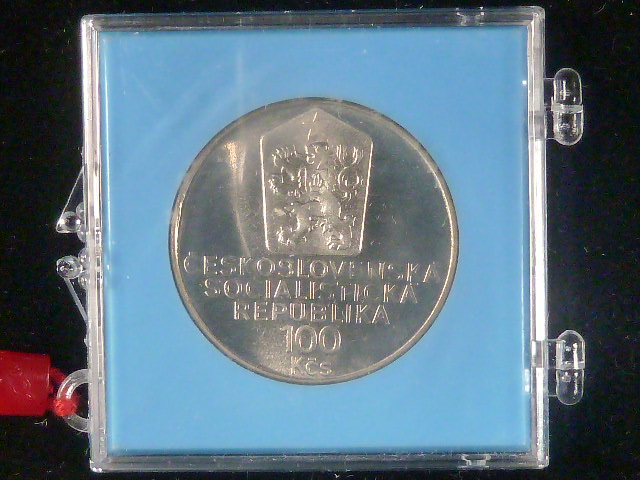 ČESKOSLOVENSKÁ
SOCIALISTICKÁ
REPUBLIKA
100
Kčs